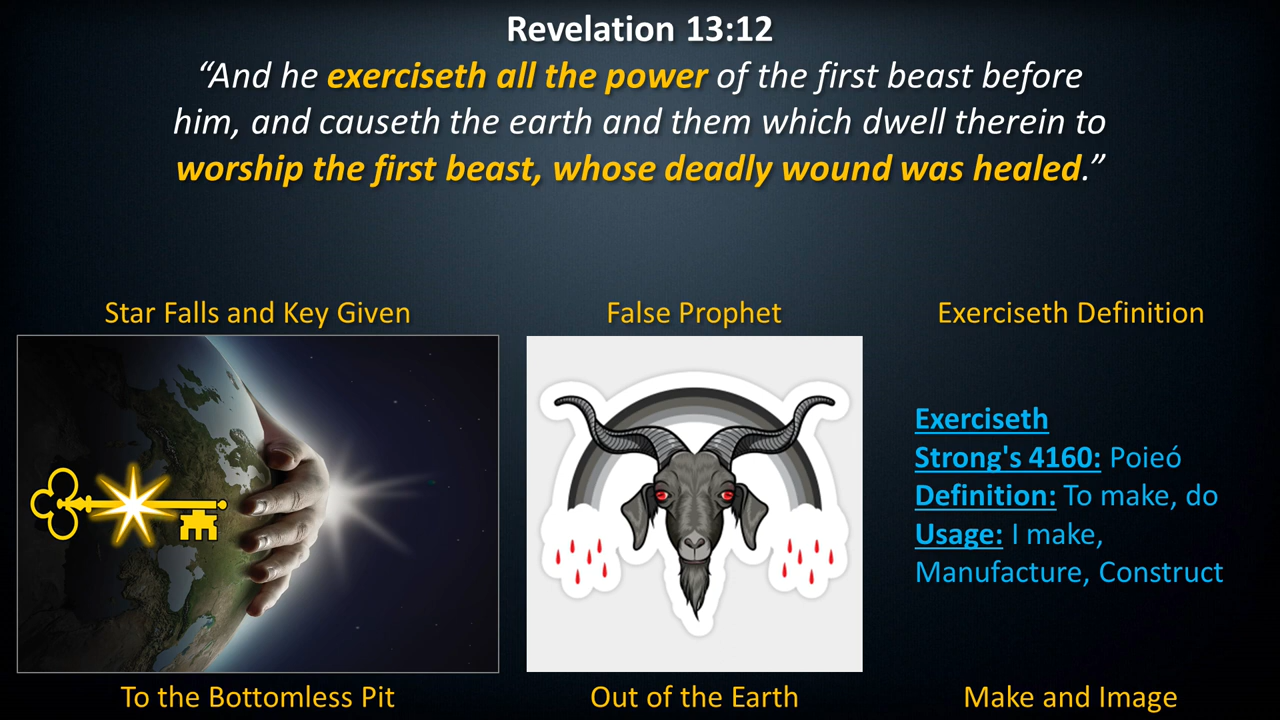 Revelation 13:12
“And he exerciseth all the power of the first beast before
him, and causeth the earth and them which dwell therein to
worship the first beast, whose deadly wound was healed.”
Star Falls and Key Given
False Prophet
Exerciseth Definition
Exerciseth
Strong's 4160: Poieó
Definition: To make, do
Usage: I make,
Manufacture, Construct
To the Bottomless Pit
Out of the Earth
Make and Image